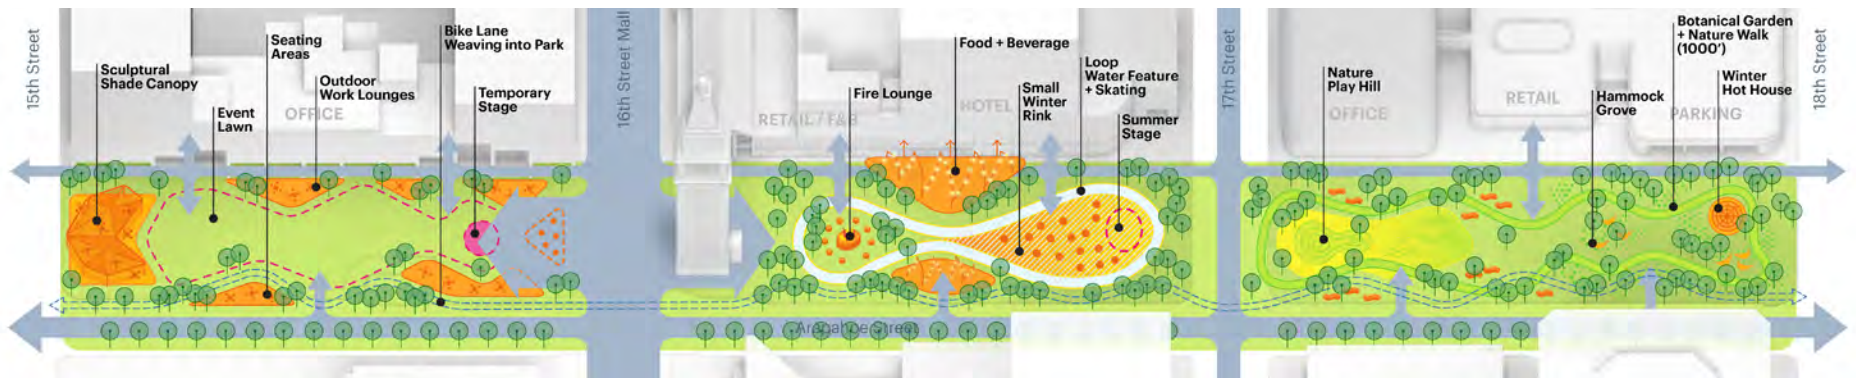 15th Street
Sculptural
Shade Canopy
Event
Lawn
Seating
Areas
Outdoor
Work Lounges
OFFICE
Bike Lane
Weaving into Park
Temporary
Stage
16th Street Mall
RETAIL / F&B
Fire Lounge
Food + Beverage
HOTEL
Small
Winter
Rink
Loop
Water Feature
+ Skating
Summer
Stage
17th Street
Nature
Play Hill
OFFICE
RETAIL
Hammock
Grove
Botanical Garden
+ Nature Walk
(1000')
Winter
Hot House
PARKING
18th Street
Arapahoe Street